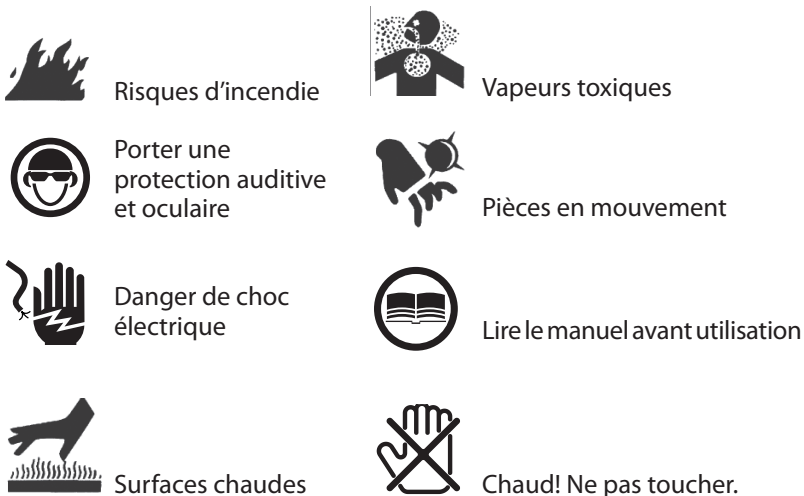 Risques d’incendie
Vapeurs toxiques
Porter une
protection auditive
et oculaire
Pièces en mouvement
Danger de choc
électrique
Lire le manuel avant utilisation
Surfaces chaudes
Chaud! Ne pas toucher.